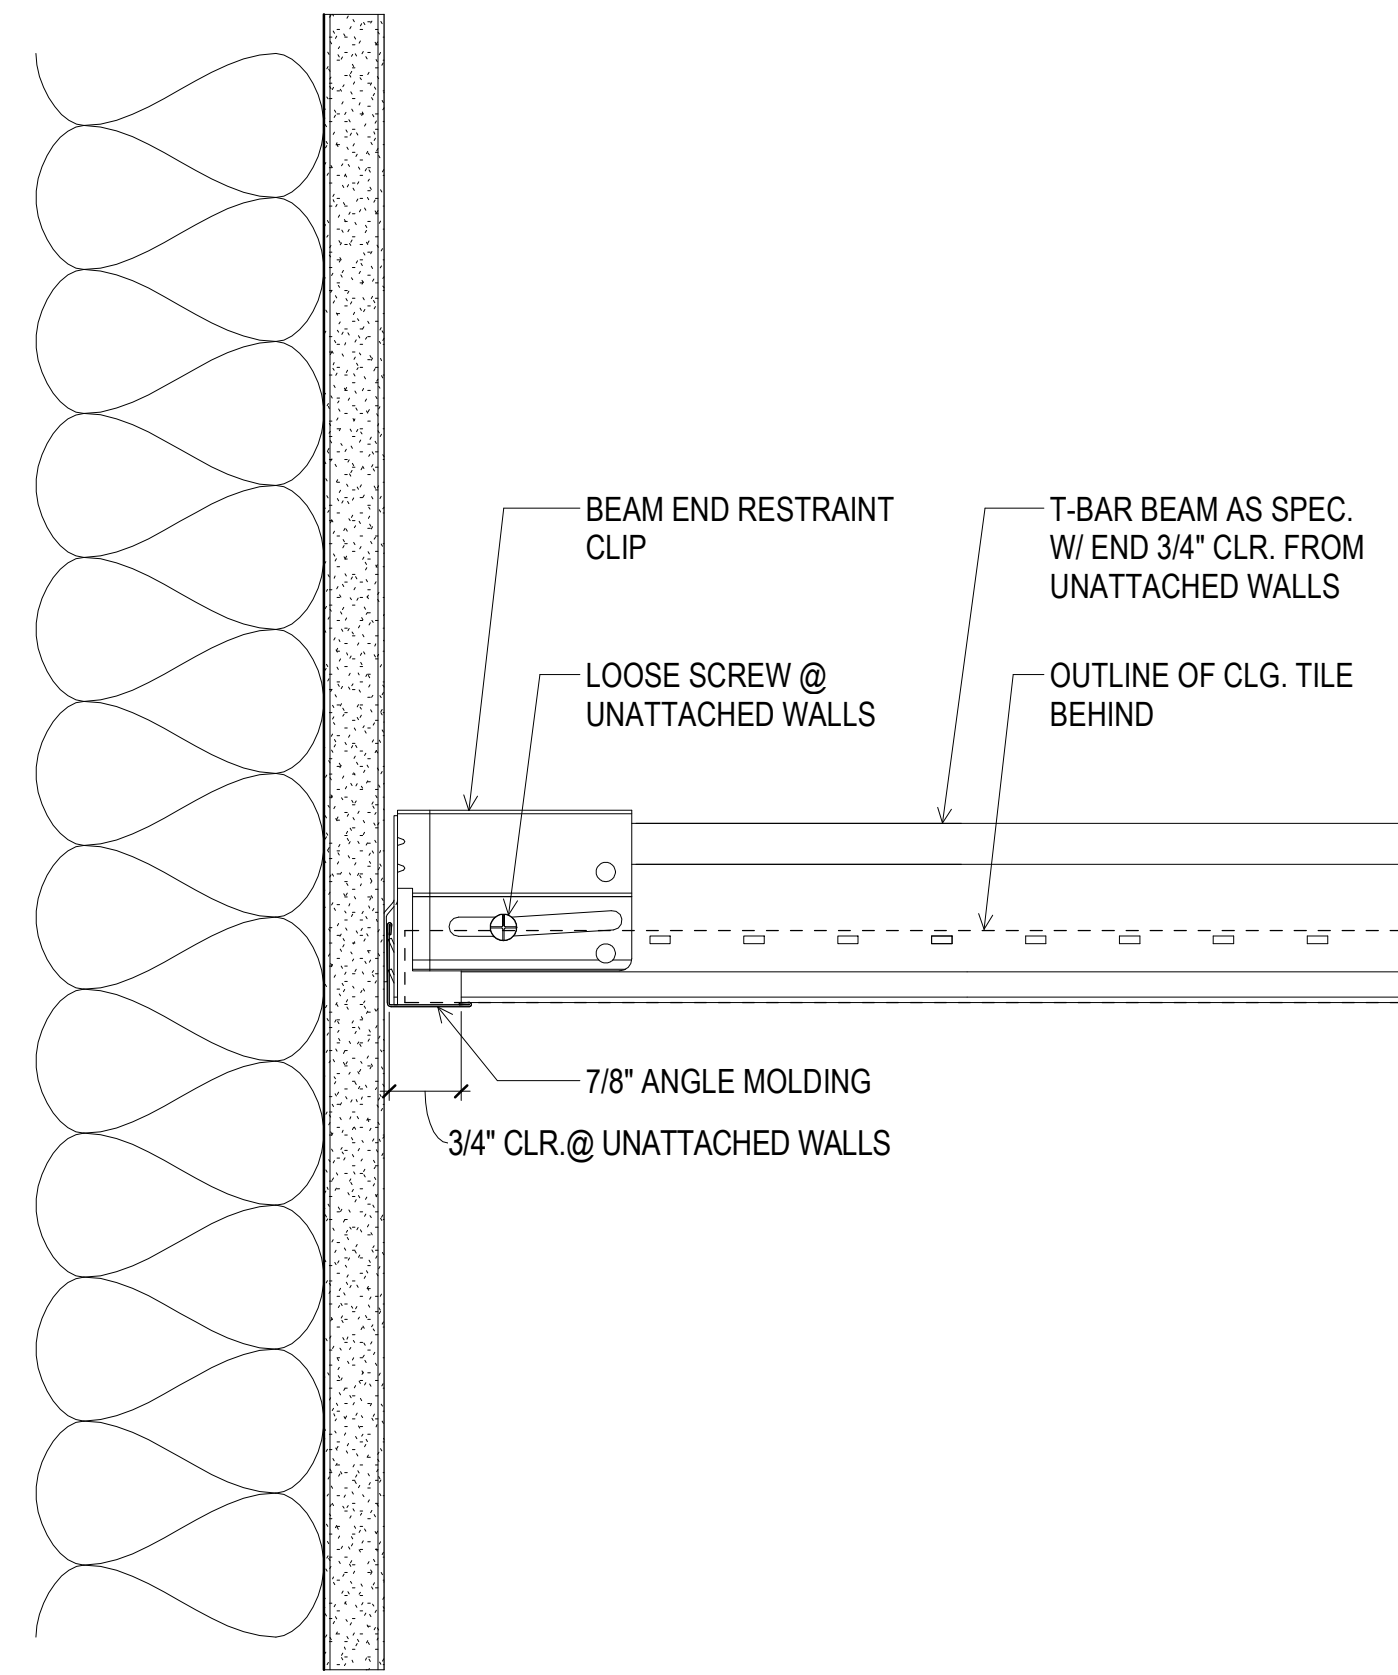 BEAM END RESTRAINT
CLIP
T-BAR BEAM AS SPEC.
W/ END 3/4" CLR. FROM
UNATTACHED WALLS
LOOSE SCREW @
UNATTACHED WALLS
OUTLINE OF CLG. TILE
BEHIND
7/8" ANGLE MOLDING
3/4" CLR.@ UNATTACHED WALLS